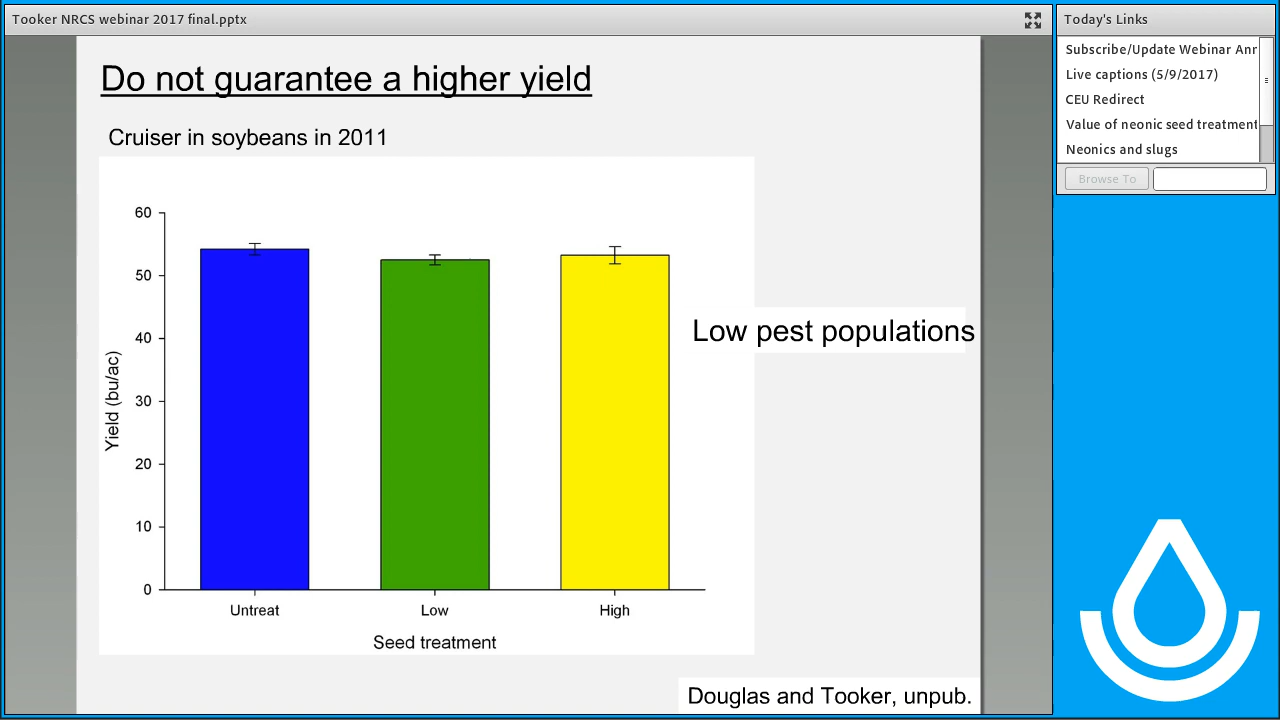 Tooker NRCS webinar 2017 final.pptx
Do not guarantee a higher yield
Cruiser in soybeans in 2011
60
50
40
30
20
10
0
Yield (bu/ac)
Untreat Low High
Seed treatment
Low pest populations
Douglas and Tooker, unpub.
Today's Links
Subscribe/Update Webinar Anr
Live captions (5/9/2017)
CEU Redirect
Value of neonic seed treatment
Neonics and slugs
Browse To